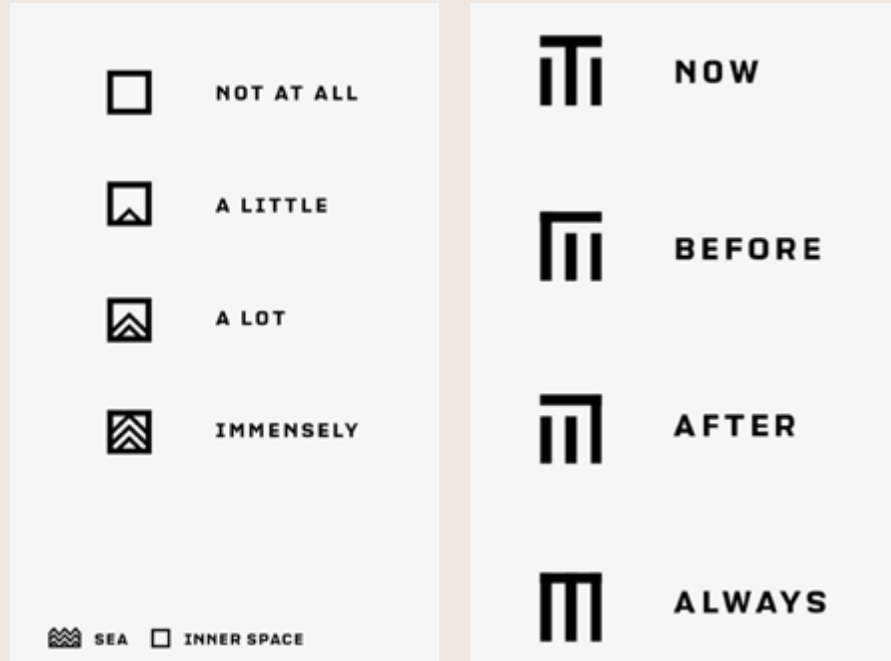 NOT AT ALL
A LITTLE
A LOT
IMMENSELY
SEA INNER SPACE
NOW
BEFORE
AFTER
ALWAYS